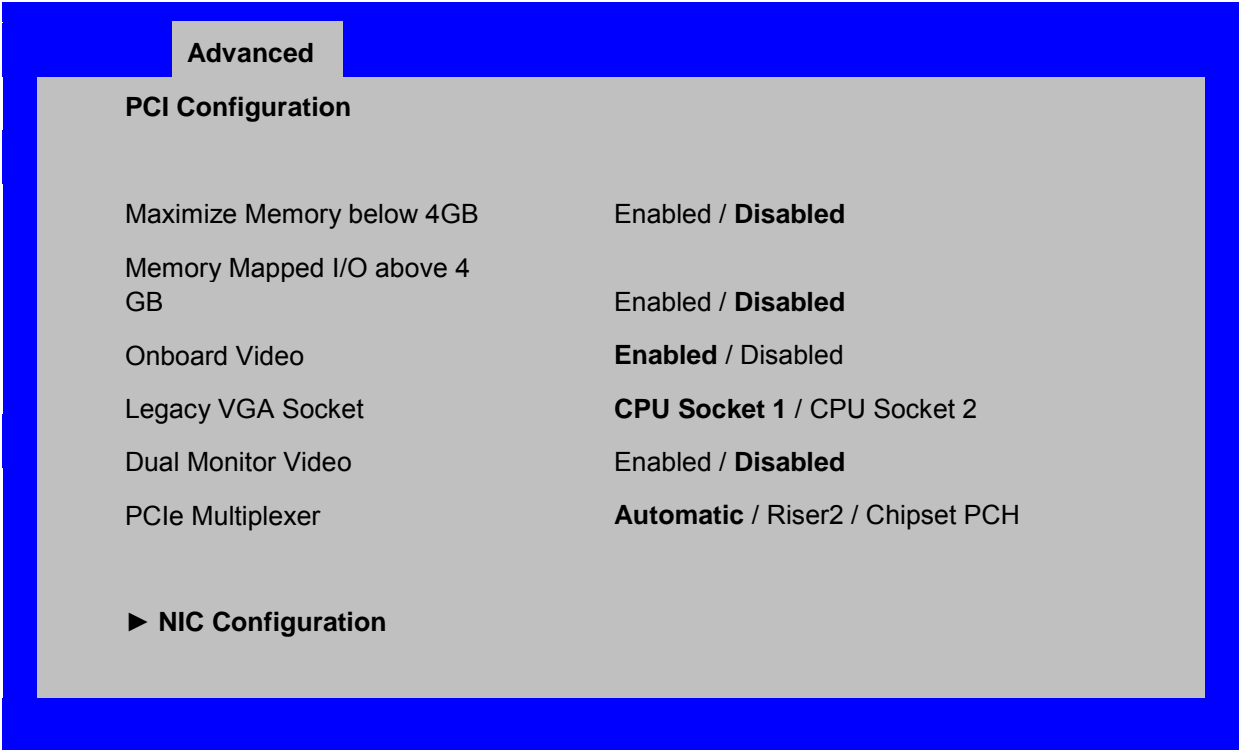 Advanced
PCI Configuration
Maximize Memory below 4GB Enabled / Disabled
Memory Mapped I/O above 4
GB Enabled / Disabled
Onboard Video Enabled / Disabled
Legacy VGA Socket CPU Socket 1 / CPU Socket 2
Dual Monitor Video Enabled / Disabled
PCIe Multiplexer Automatic / Riser2 / Chipset PCH
► NIC Configuration